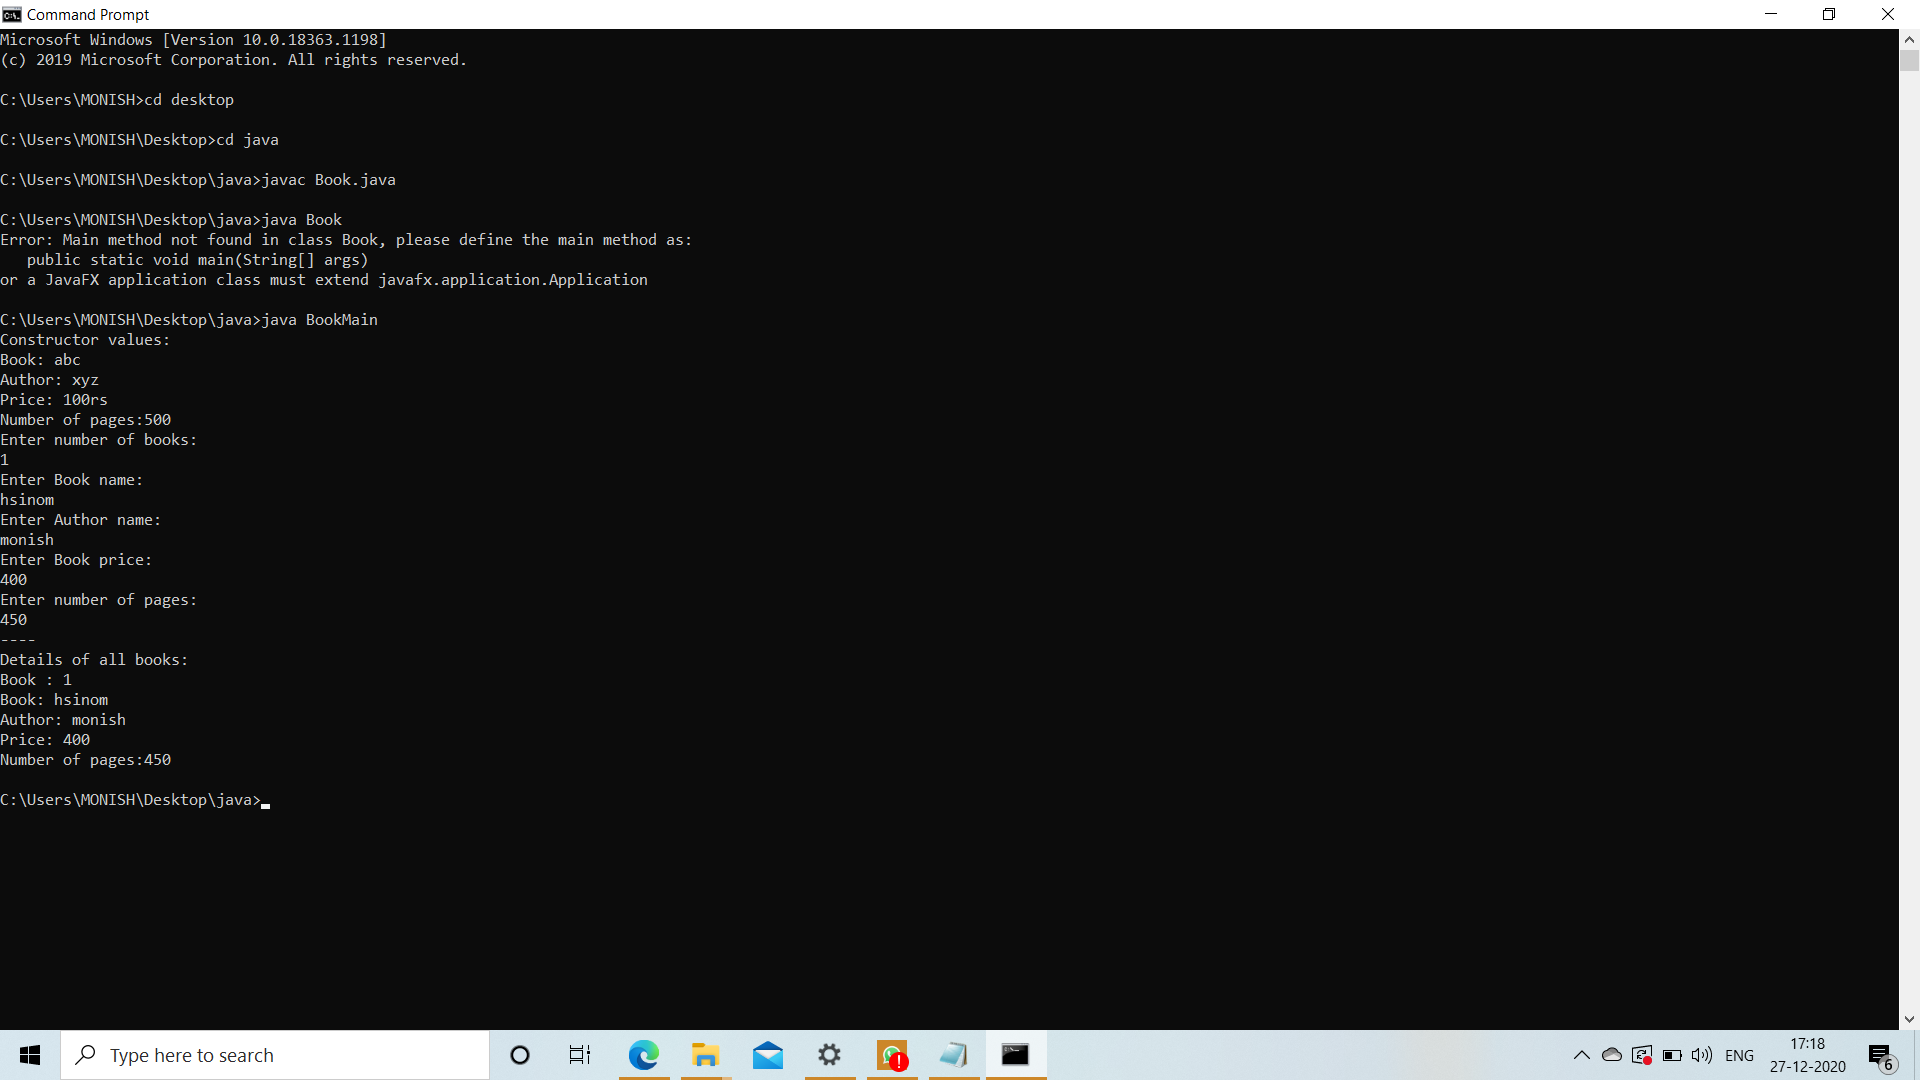 Command Prompt
Microsoft Windows [Version 10.0.18363.1198]
(c) 2019 Microsoft Corporation. All rights reserved.
C:\Users\MONISH>cd desktop
C:\Users\MONISH\Desktop>cd java
C:\Users\MONISH\Desktop\java>javac Book.java
C:\Users\MONISH\Desktop\java>java Book
Error: Main method not found in class Book, please define the main method as:
   public static void main(String[] args)
or a JavaFX application class must extend javafx.application.Application
C:\Users\MONISH\Desktop\java>java BookMain
Constructor values:
Book: abc
Author: xyz
Price: 100rs
Number of pages:500
Enter number of books:
1
Enter Book name:
hsinom
Enter Author name:
monish
Enter Book price:
400
Enter number of pages:
450
----
Details of all books:
Book : 1
Book: hsinom
Author: monish
Price: 400
Number of pages:450
C:\Users\MONISH\Desktop\java>
Type here to search
ENG
17:18
27-12-2020
6